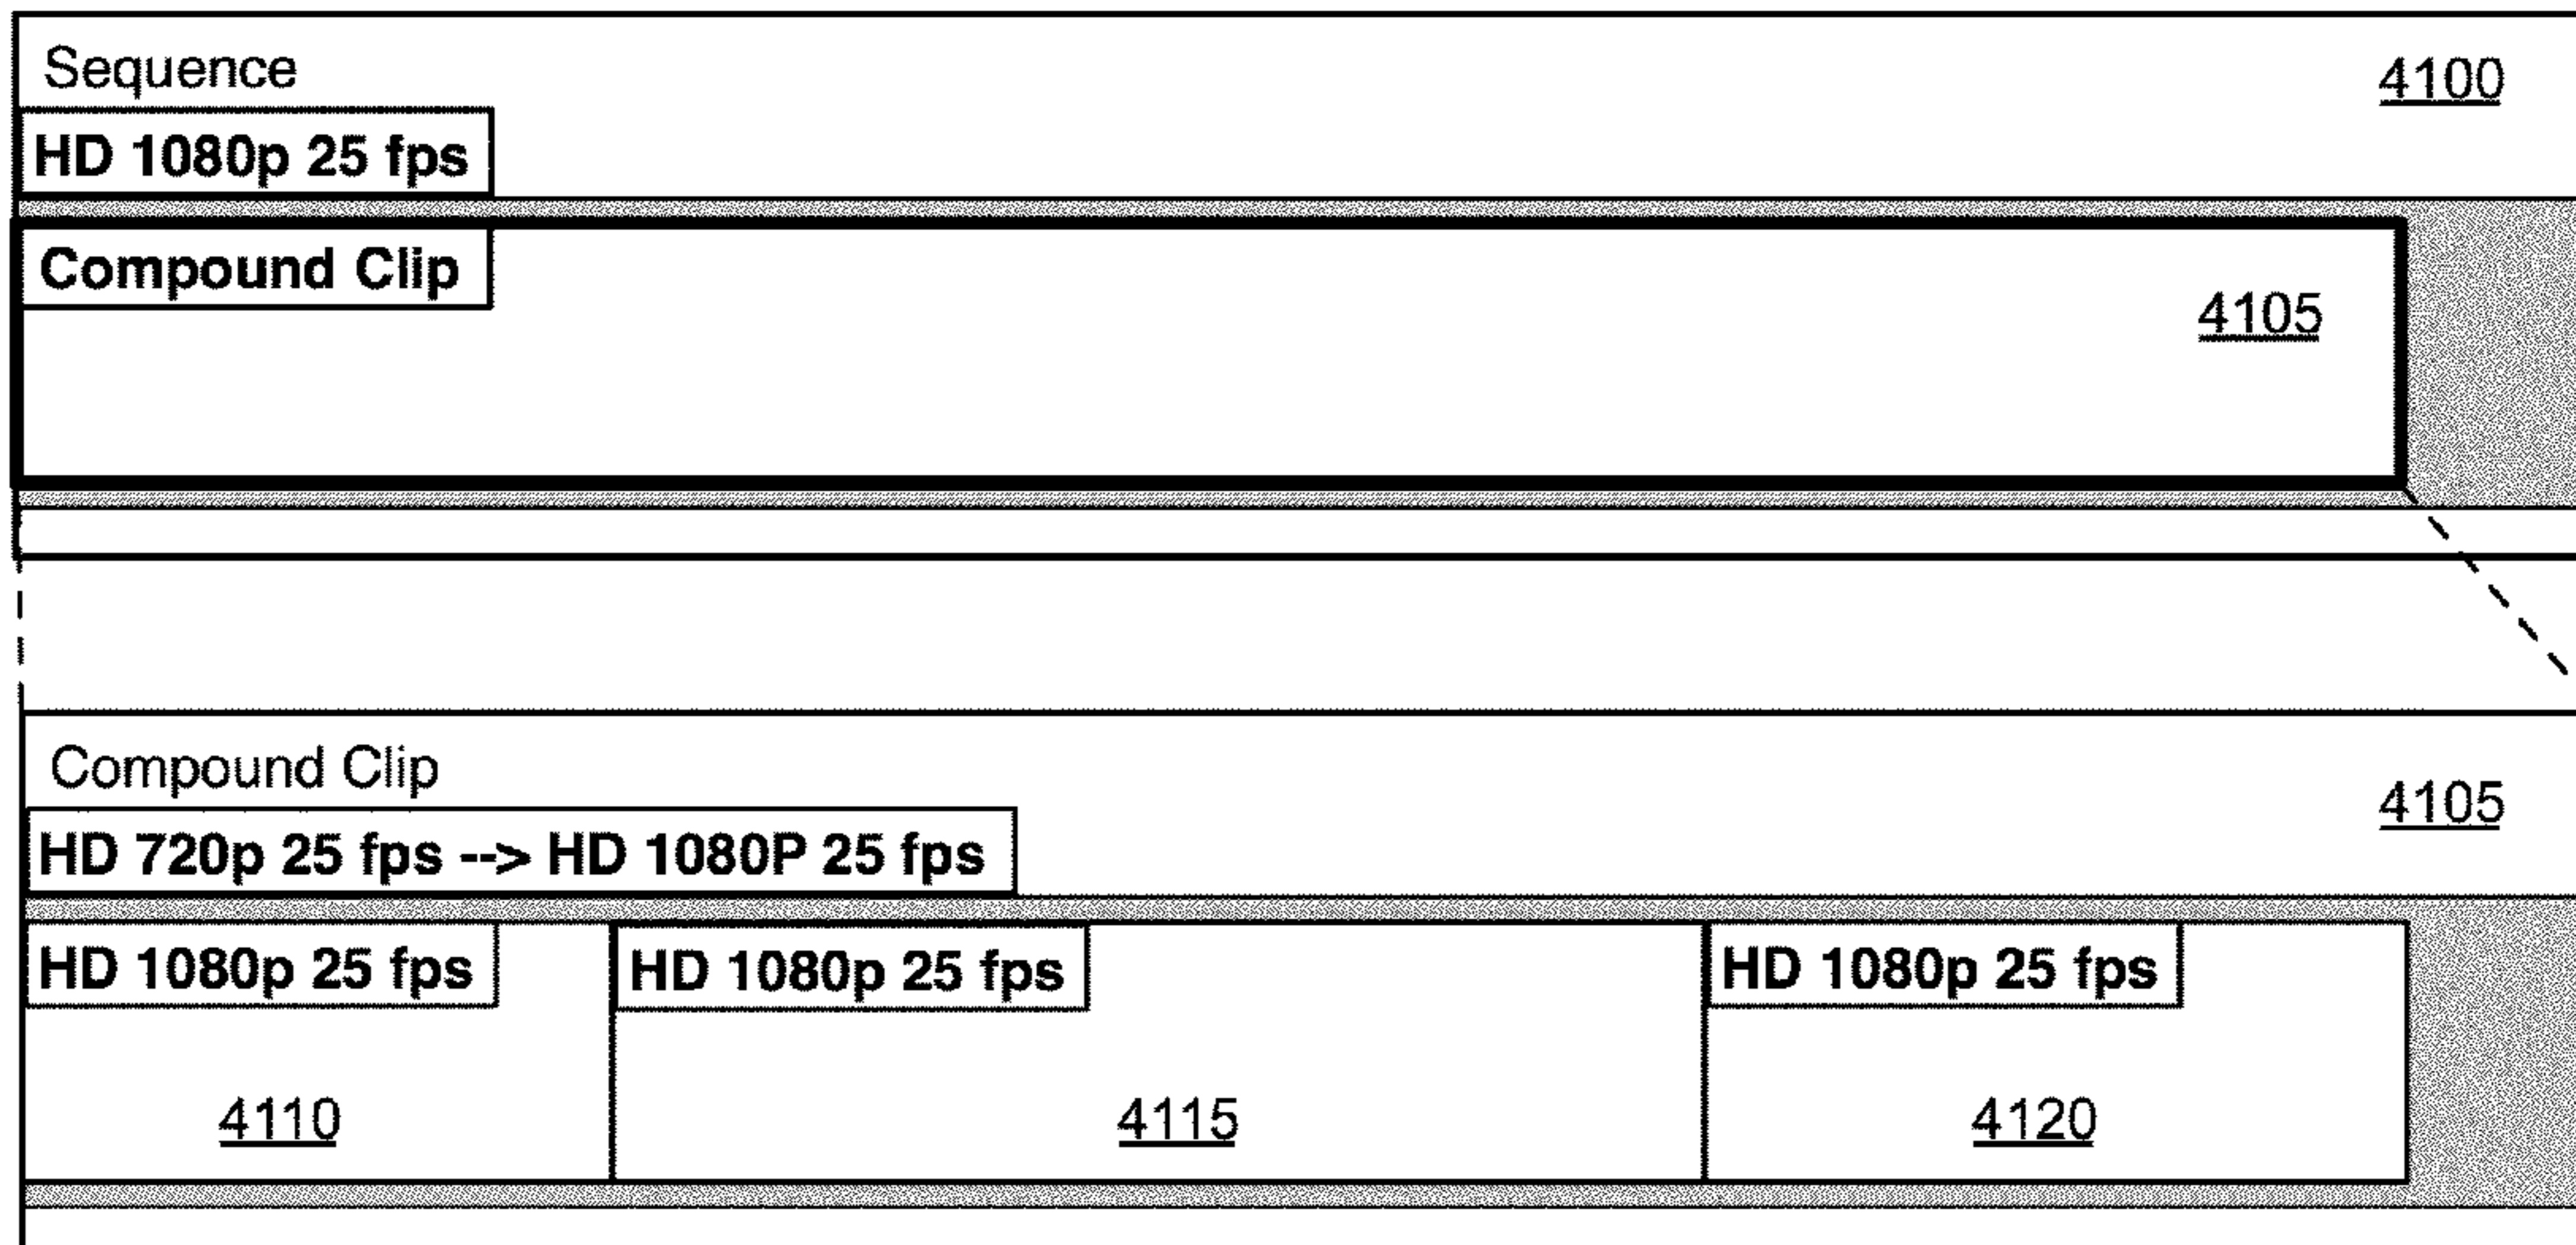 Sequence
4100
HD 1080p 25 fps
Compound Clip
4105
Compound Clip
4105
HD 720p 25 fps --> HD 1080P 25 fps
HD 1080p 25 fps
HD 1080p 25 fps
HD 1080p 25 fps
4110
4115
4120